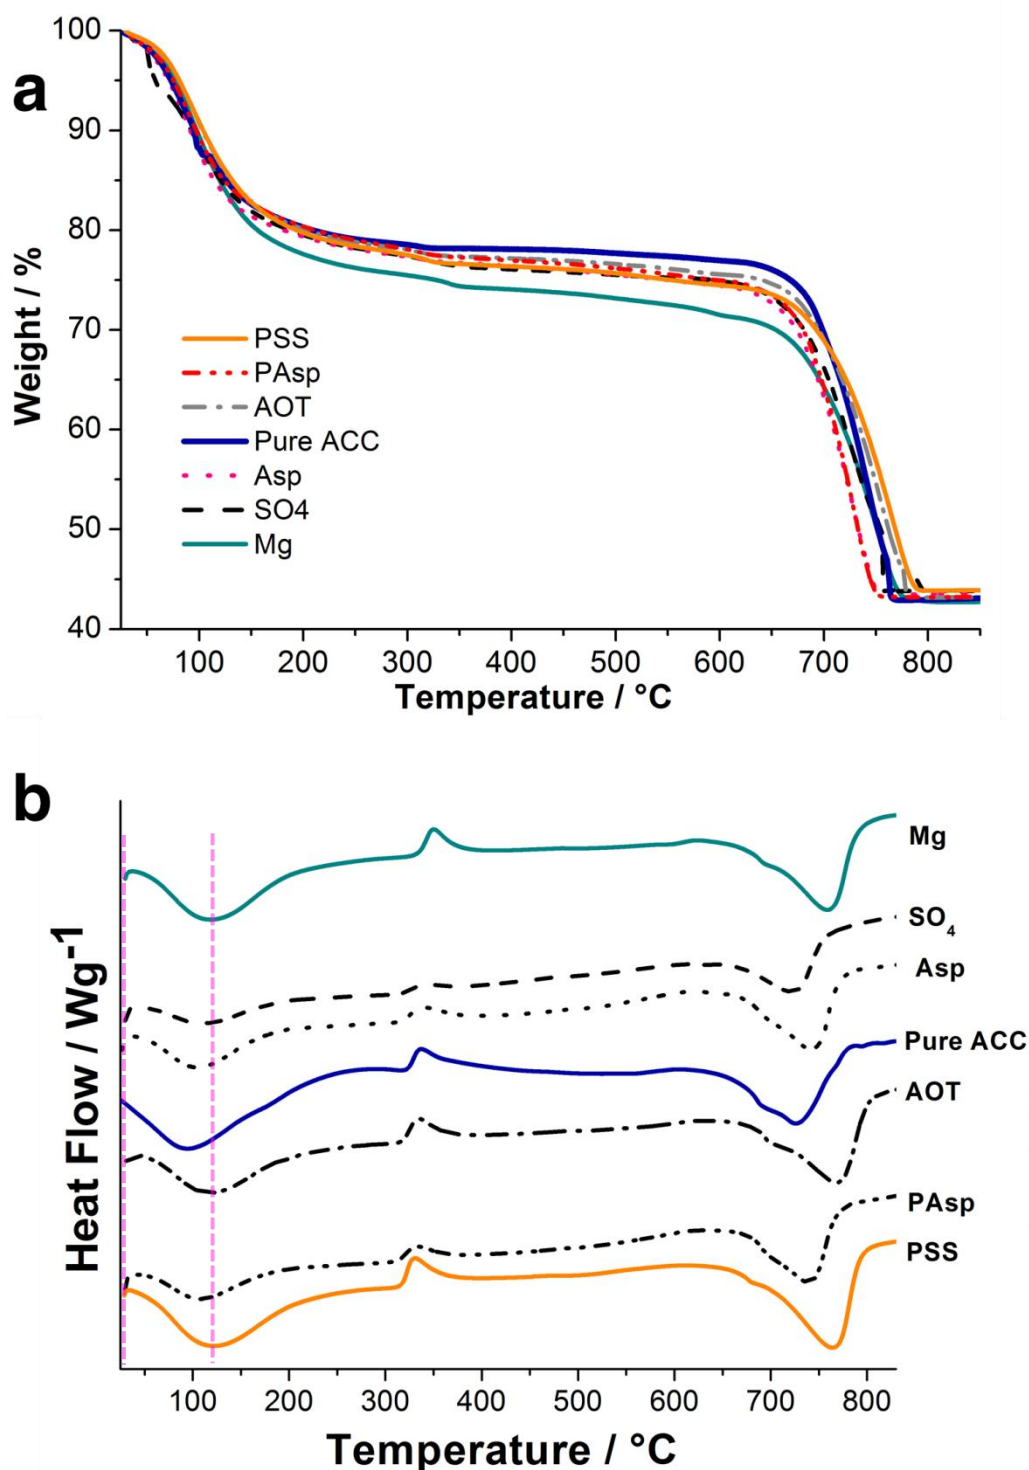 a
Weight / %
100
90
80
70
60
50
40
PSS
PAsp
AOT
Pure ACC
Asp
SO4
Mg
100 200 300 400 500 600 700 800
Temperature / °C
b
Heat Flow / Wg-1
Mg
SO4
Asp
Pure ACC
AOT
PAsp
PSS
100 200 300 400 500 600 700 800
Temperature / °C